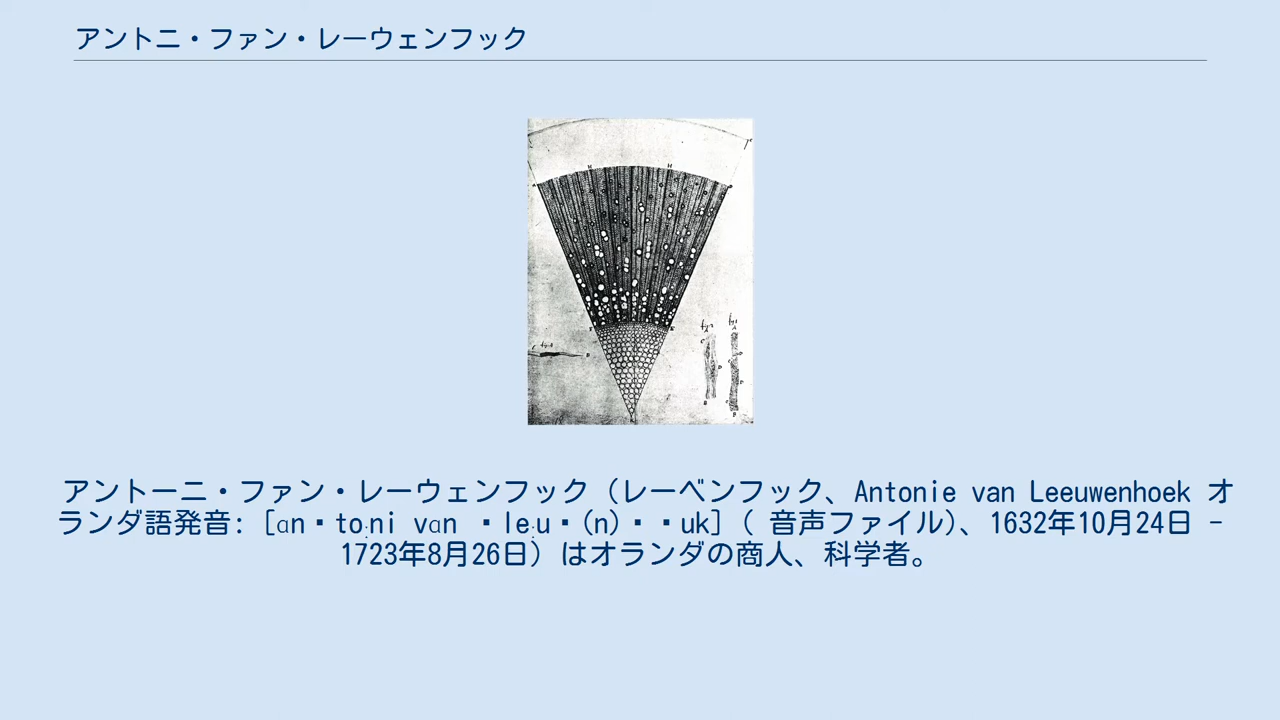 アントニ・ファン・レーウェンフック
アントーニ・ファン・レーウェンフック（レーベンフック、Antonie van Leeuwenhoek オ
ランダ語発音: [ɑn▪toːni vɑn ▪leːu▪(n)▪▪uk] ( 音声ファイル)、1632年10月24日 –
1723年8月26日）はオランダの商人、科学者。